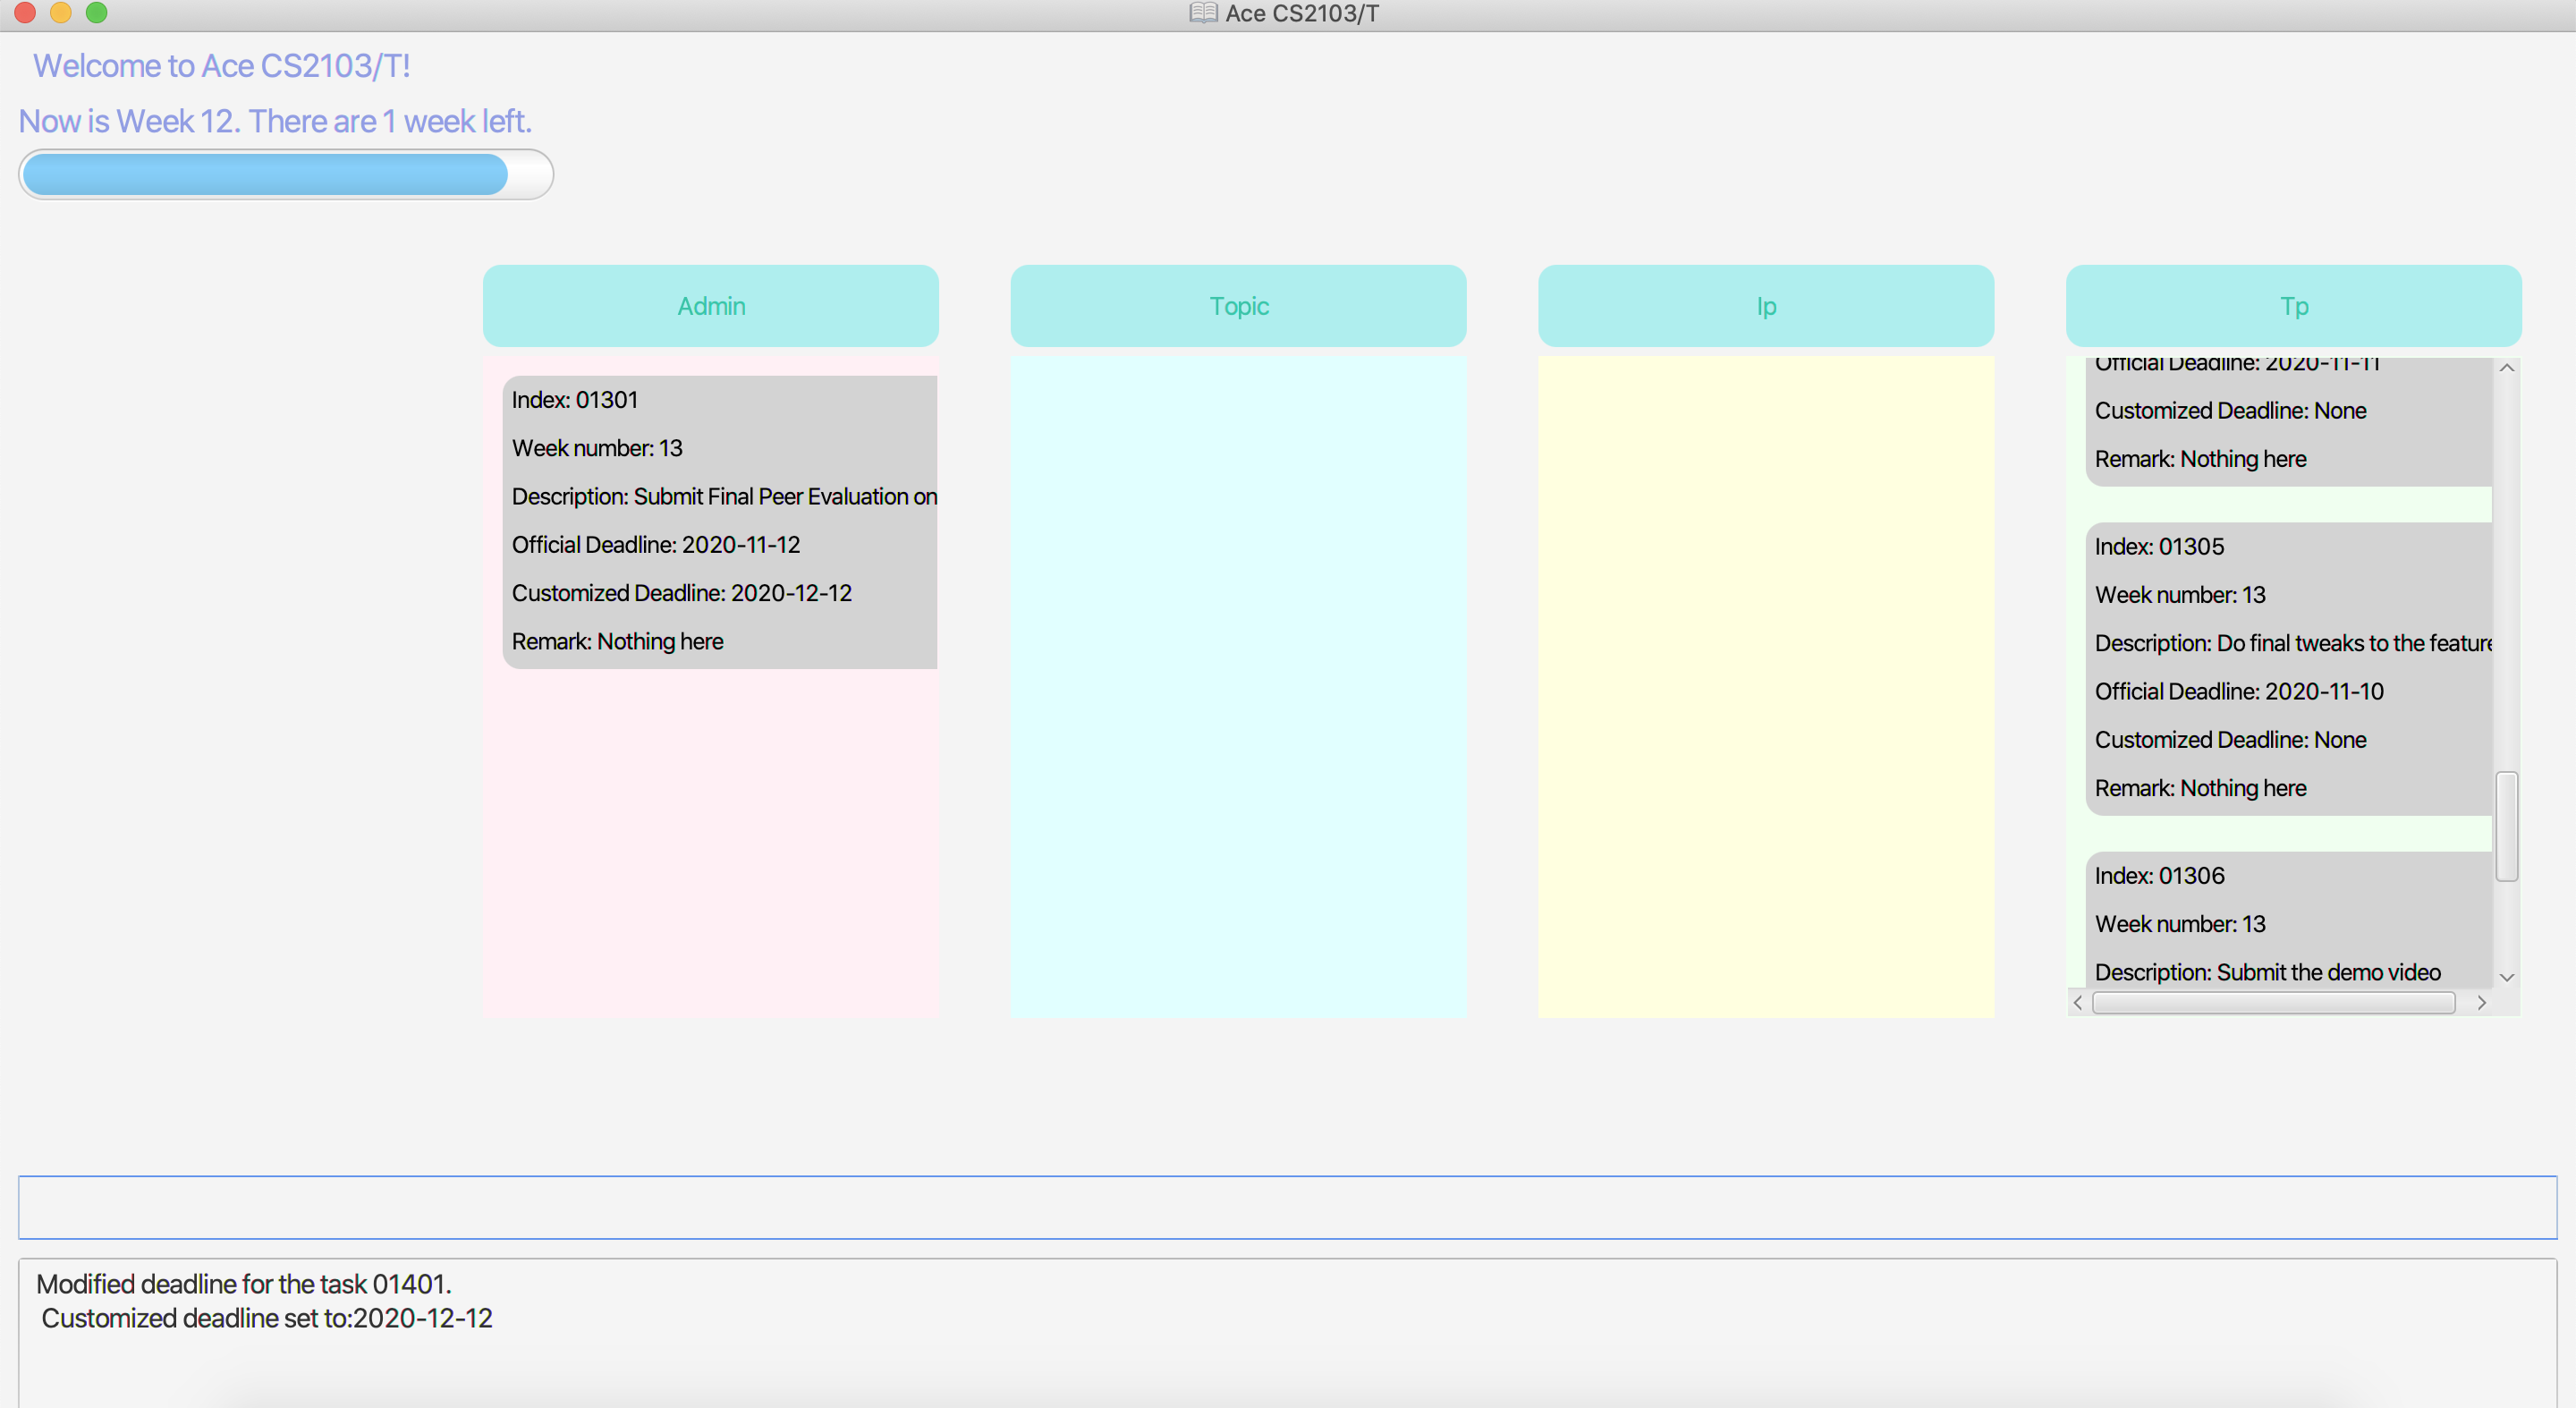 Ace CS2103/T
Welcome to Ace CS2103/T!
Now is Week 12. There are 1 week left.
Admin
Topic
Ip
Tp
Index: 01301
Week number: 13
Description: Submit Final Peer Evaluation on
Official Deadline: 2020-11-12
Customized Deadline: 2020-12-12
Remark: Nothing here
Official Deadline: 2020-11-11
Customized Deadline: None
Remark: Nothing here
Index: 01305
Week number: 13
Description: Do final tweaks to the feature
Official Deadline: 2020-11-10
Customized Deadline: None
Remark: Nothing here
Index: 01306
Week number: 13
Description: Submit the demo video
Modified deadline for the task 01401.
Customized deadline set to:2020-12-12